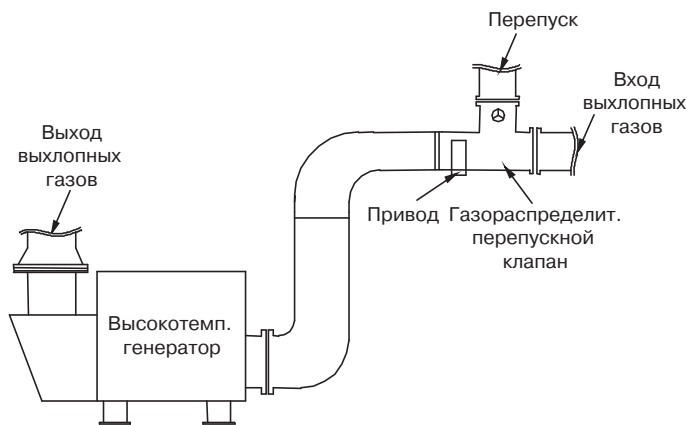 Перепуск
Вход
выхлопных
газов
Выход
выхлопных
газов
Привод
Газораспределит.
перепускной
клапан
Высокотемп.
генератор